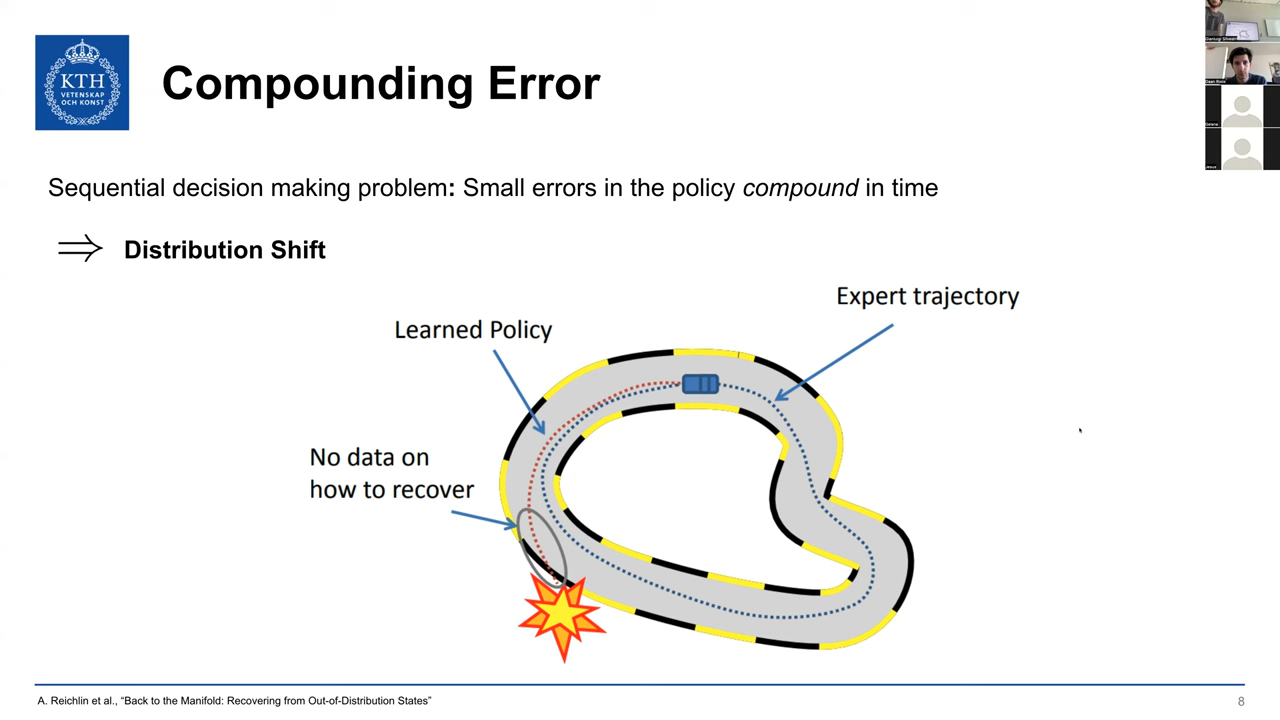 KTH
VETENSKAP
OCH KONST
Compounding Error
Sequential decision making problem: Small errors in the policy compound in time
⇒ Distribution Shift
Expert trajectory
Learned Policy
No data on
how to recover
A. Reichlin et al., “Back to the Manifold: Recovering from Out-of-Distribution States”
8